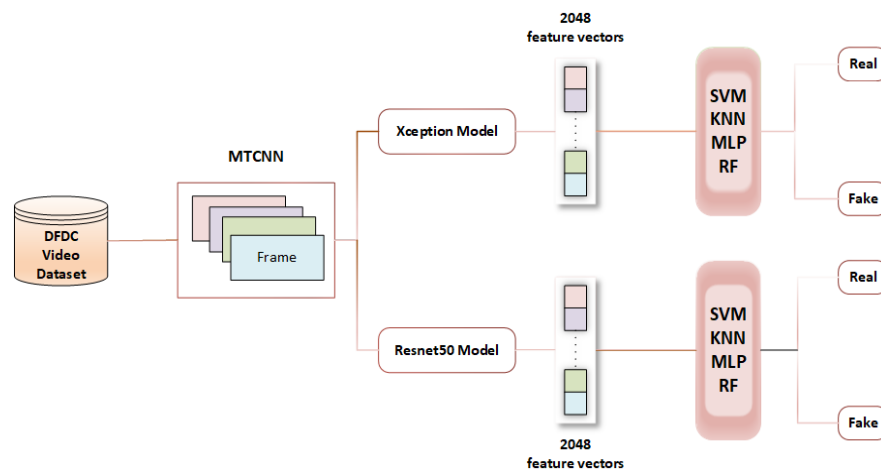 DFDC
Video
Dataset
MTCNN
Frame
Xception Model
2048
feature vectors
SVM
KNN
MLP
RF
Real
Fake
Resnet50 Model
2048
feature vectors
SVM
KNN
MLP
RF
Real
Fake